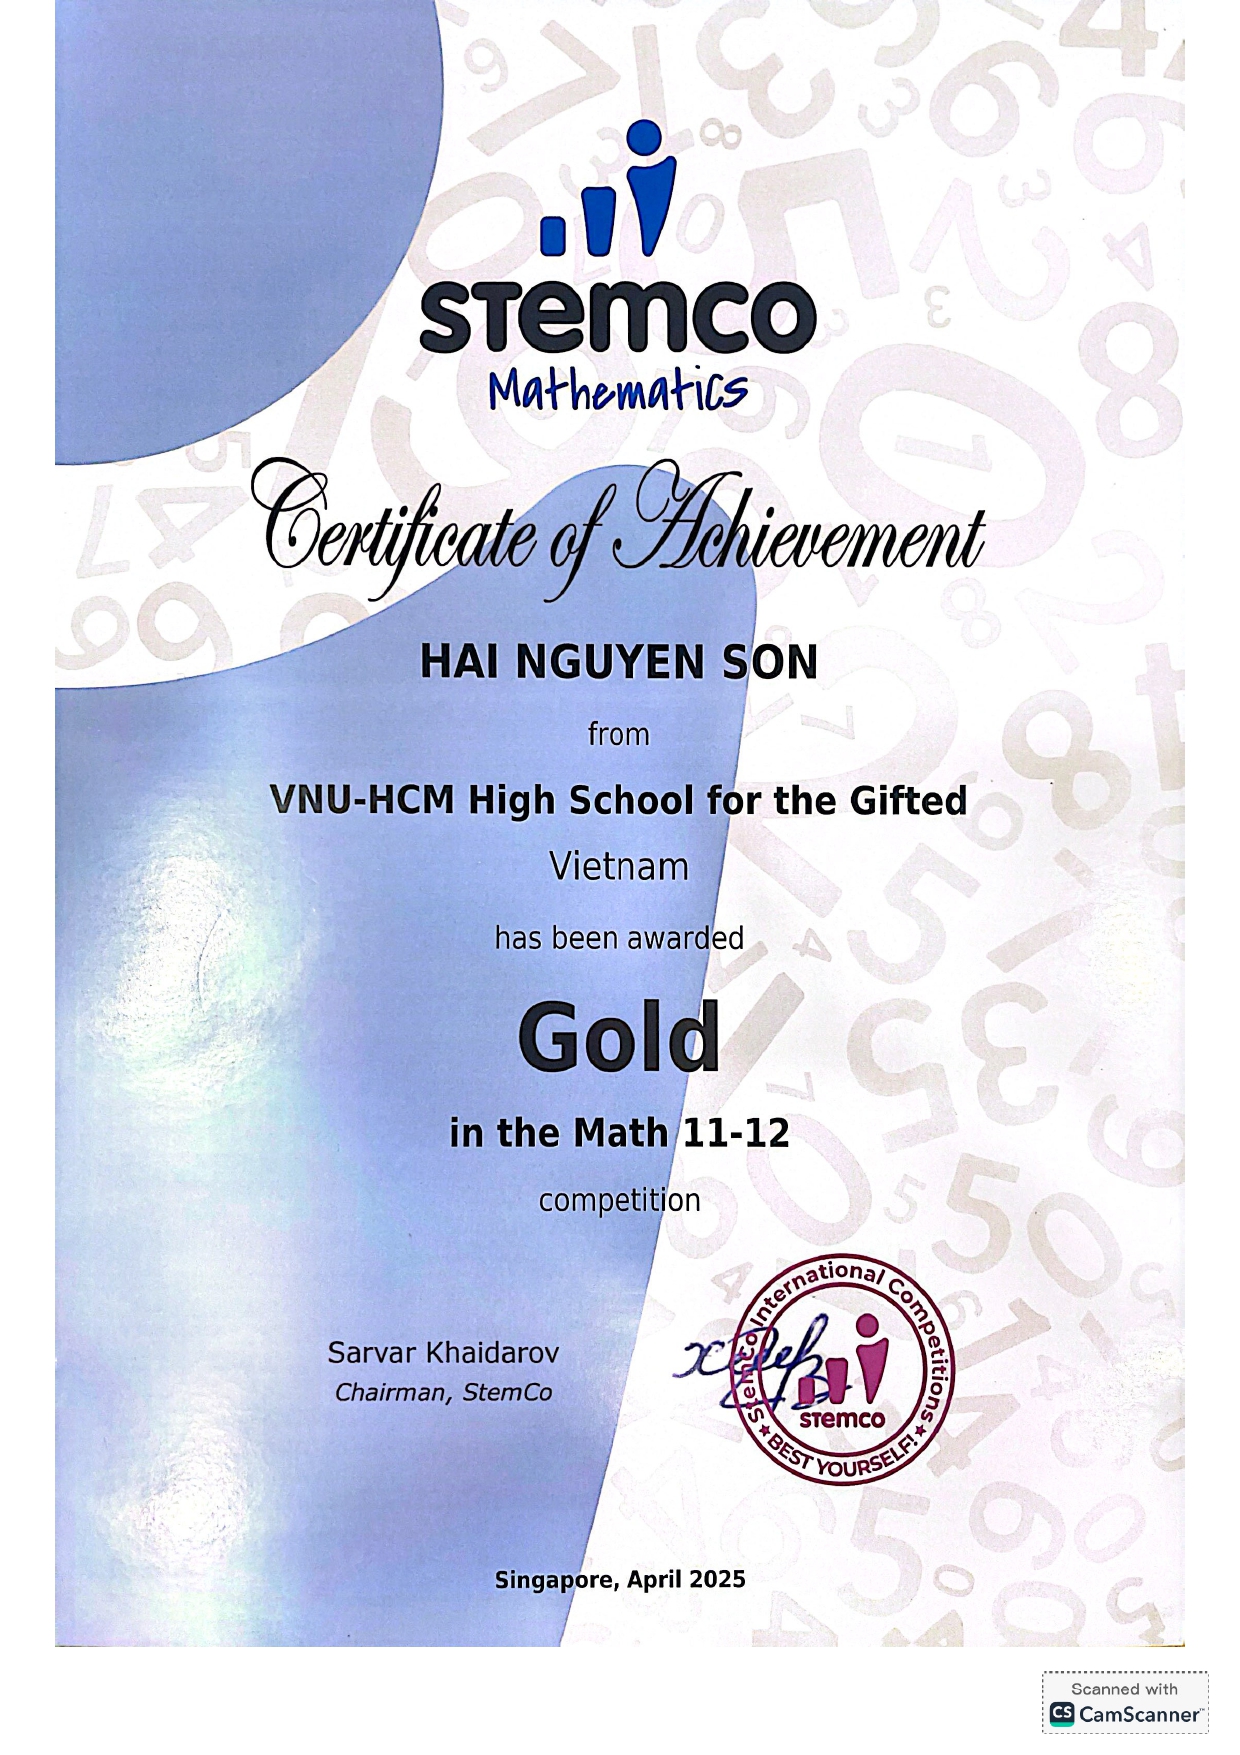 STEMCO
Mathematics
Certificate of Achievement
HAI NGUYEN SON
from
VNU-HCM High School for the Gifted
Vietnam
has been awarded
Gold
in the Math 11-12
competition
Sarvar Khaidarov
Chairman, StemCo
StemCo International Competitions
STEMCO
BEST YOURSELF!
Singapore, April 2025
Scanned with
CS CamScanner